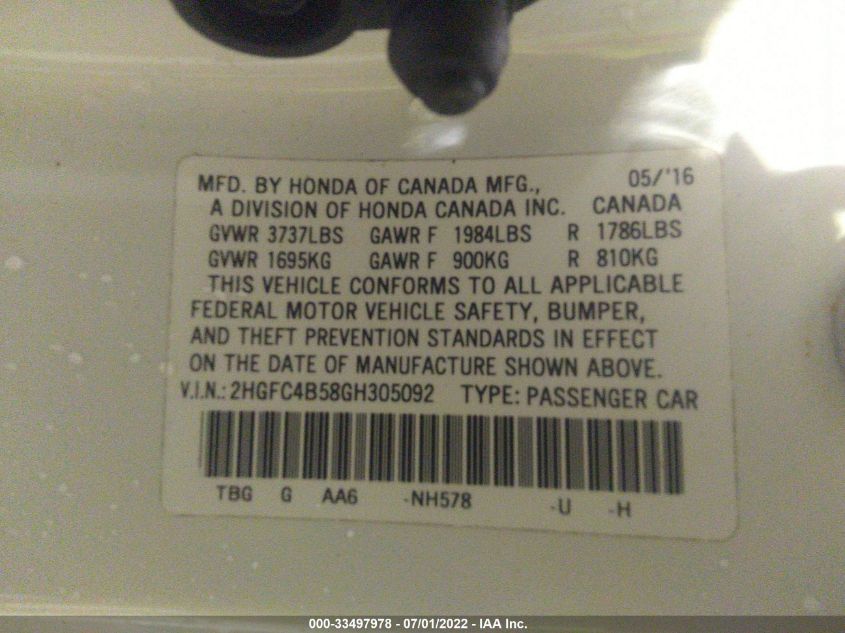 MFD. BY HONDA OF CANADA MFG., 05/'16
A DIVISION OF HONDA CANADA INC. CANADA
GVWR 3737LBS GAWR F 1984LBS R 1786LBS
GVWR 1695KG GAWR F 900KG R 810KG
THIS VEHICLE CONFORMS TO ALL APPLICABLE
FEDERAL MOTOR VEHICLE SAFETY, BUMPER,
AND THEFT PREVENTION STANDARDS IN EFFECT
ON THE DATE OF MANUFACTURE SHOWN ABOVE.
V.I.N.: 2HGFC4B58GH305092 TYPE: PASSENGER CAR
TBG G AA6 -NH578 -U -H
000-33497978 - 07/01/2022 - IAA Inc.